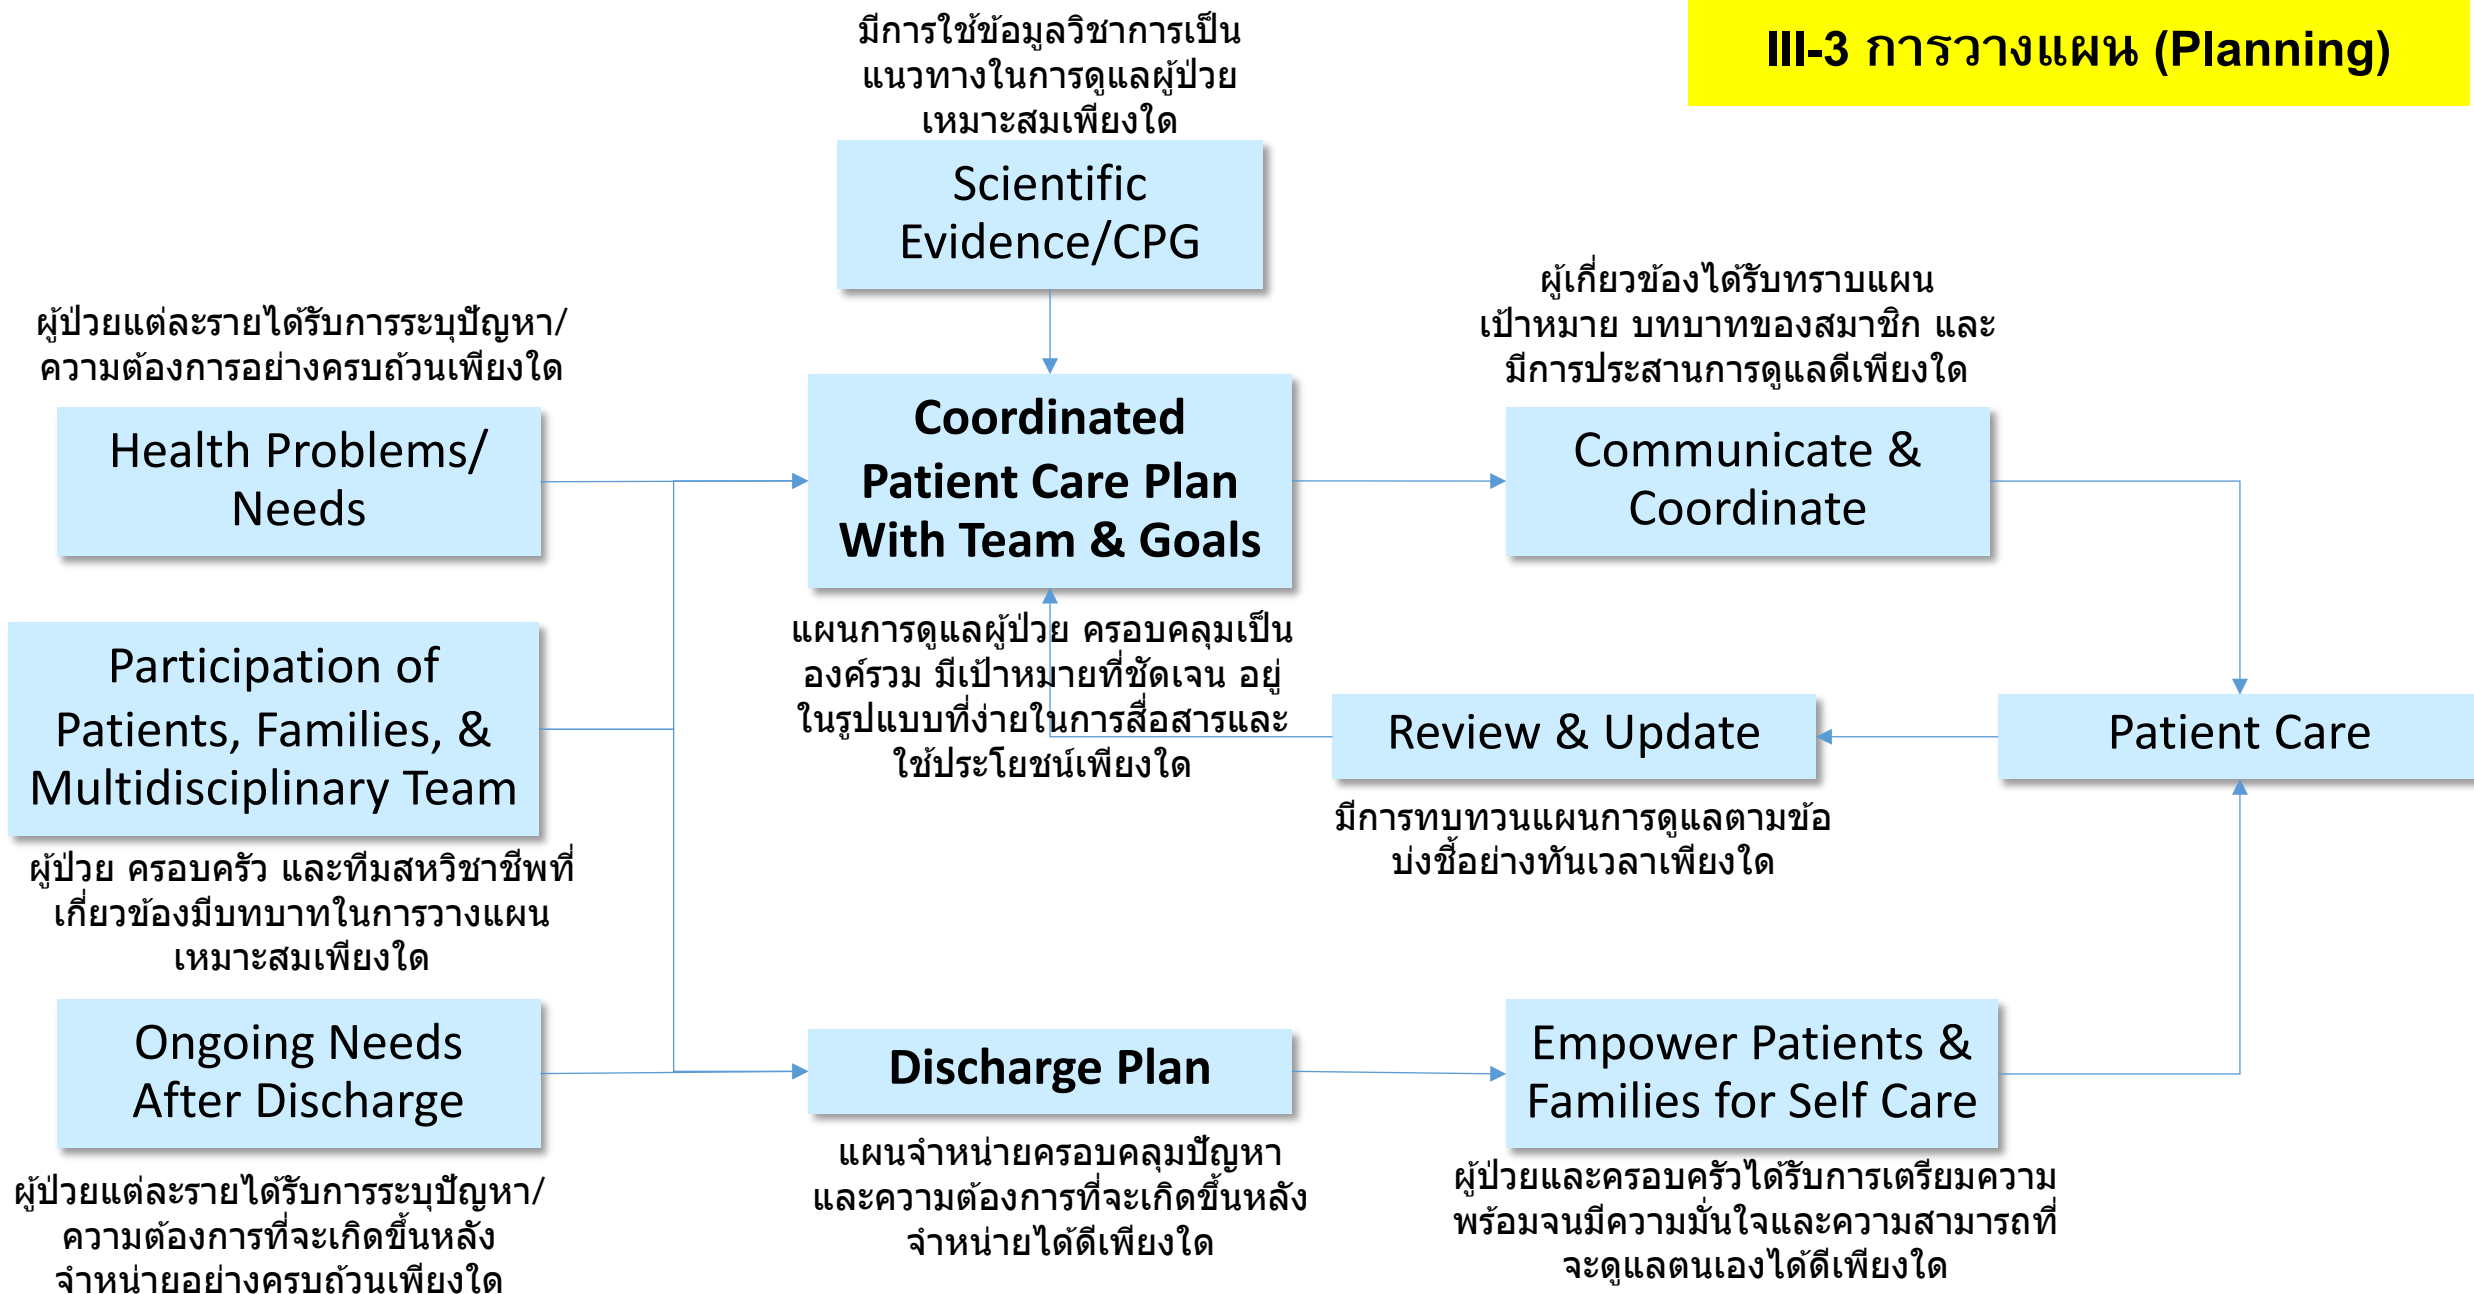 III-3 การวางแผน (Planning)
มีการใช้ข้อมูลวิชาการเป็น
แนวทางในการดูแลผู้ป่วย
เหมาะสมเพียงใด
Scientific
Evidence/CPG
ผู้ป่วยแต่ละรายได้รับการระบุปัญหา/
ความต้องการอย่างครบถ้วนเพียงใด
Health Problems/
Needs
Coordinated
Patient Care Plan
With Team & Goals
ผู้เกี่ยวข้องได้รับทราบแผน
เป้าหมาย บทบาทของสมาชิก และ
มีการประสานการดูแลดีเพียงใด
Communicate &
Coordinate
แผนการดูแลผู้ป่วย ครอบคลุมเป็น
องค์รวม มีเป้าหมายที่ชัดเจน อยู่
ในรูปแบบที่ง่ายในการสื่อสารและ
ใช้ประโยชน์เพียงใด
Participation of
Patients, Families, &
Multidisciplinary Team
ผู้ป่วย ครอบครัว และทีมสหวิชาชีพที่
เกี่ยวข้องมีบทบาทในการวางแผน
เหมาะสมเพียงใด
Review & Update
มีการทบทวนแผนการดูแลตามข้อ
บ่งชี้อย่างทันเวลาเพียงใด
Patient Care
Ongoing Needs
After Discharge
ผู้ป่วยแต่ละรายได้รับการระบุปัญหา/
ความต้องการที่จะเกิดขึ้นหลัง
จำหน่ายอย่างครบถ้วนเพียงใด
Discharge Plan
แผนจำหน่ายครอบคลุมปัญหา
และความต้องการที่จะเกิดขึ้นหลัง
จำหน่ายได้ดีเพียงใด
Empower Patients &
Families for Self Care
ผู้ป่วยและครอบครัวได้รับการเตรียมความ
พร้อมจนมีความมั่นใจและความสามารถที่
จะดูแลตนเองได้ดีเพียงใด